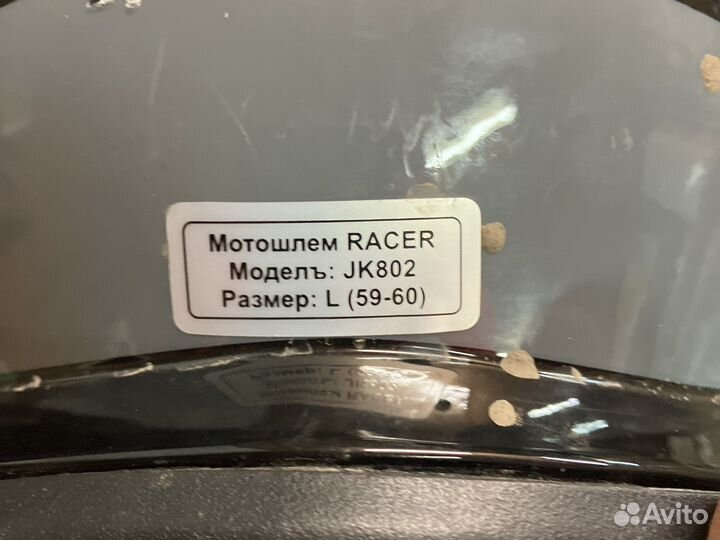 Мотошлем RACER
Моделъ: JK802
Размер: L (59-60)
Avito